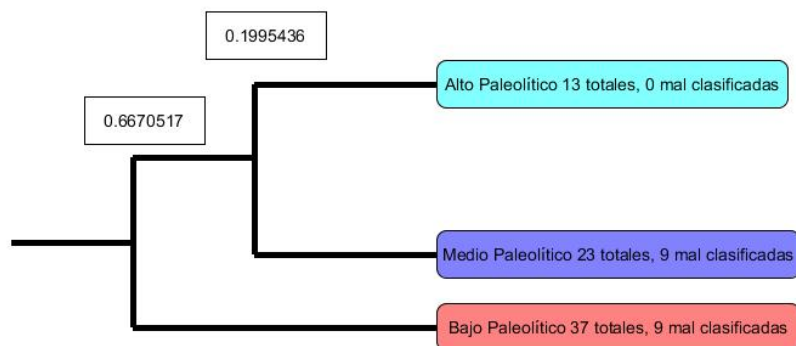 0.1995436
Alto Paleolítico 13 totales, 0 mal clasificadas
0.6670517
Medio Paleolítico 23 totales, 9 mal clasificadas
Bajo Paleolítico 37 totales, 9 mal clasificadas